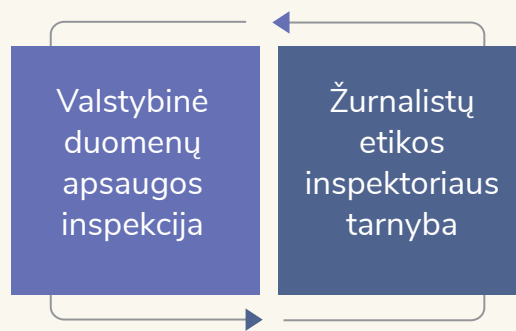 Valstybinė
duomenų
apsaugos
inspekcija
Žurnalistų
etikos
inspektoriaus
tarnyba